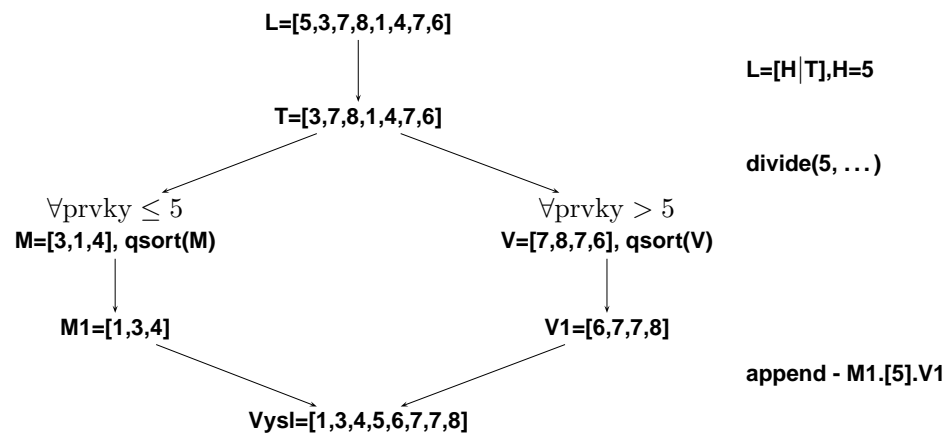 L=[5,3,7,8,1,4,7,6]
L=[H|T],H=5
T=[3,7,8,1,4,7,6]
divide(5, ...)
∀prvky ≤ 5
∀prvky > 5
M=[3,1,4], qsort(M)
V=[7,8,7,6], qsort(V)
M1=[1,3,4]
V1=[6,7,7,8]
append - M1.[5].V1
Vysl=[1,3,4,5,6,7,7,8]